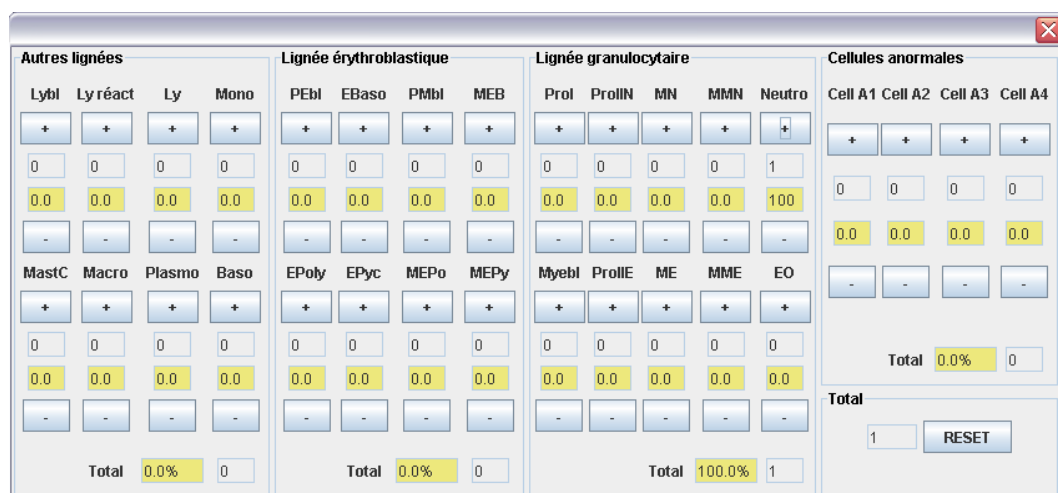 Autres lignées
Lybl Ly réact Ly Mono
+ + + +
0 0 0 0
0.0 0.0 0.0 0.0
- - - -
MastC Macro Plasmo Baso
+ + + +
0 0 0 0
0.0 0.0 0.0 0.0
- - - -
Total 0.0% 0
Lignée érythroblastique
PEbl EBaso PMbl MEB
+ + + +
0 0 0 0
0.0 0.0 0.0 0.0
- - - -
EPoly EPyc MEPo MEPy
+ + + +
0 0 0 0
0.0 0.0 0.0 0.0
- - - -
Total 0.0% 0
Lignée granulocytaire
ProI ProIIN MN MMN Neutro
+ + + + +
0 0 0 0 1
0.0 0.0 0.0 0.0 100
- - - - -
Myebl ProIIE ME MME EO
+ + + + +
0 0 0 0 0
0.0 0.0 0.0 0.0 0.0
- - - - -
Total 100.0% 1
Cellules anormales
Cell A1 Cell A2 Cell A3 Cell A4
+ + + +
0 0 0 0
0.0 0.0 0.0 0.0
- - - -
Total 0.0% 0
Total
1 RESET